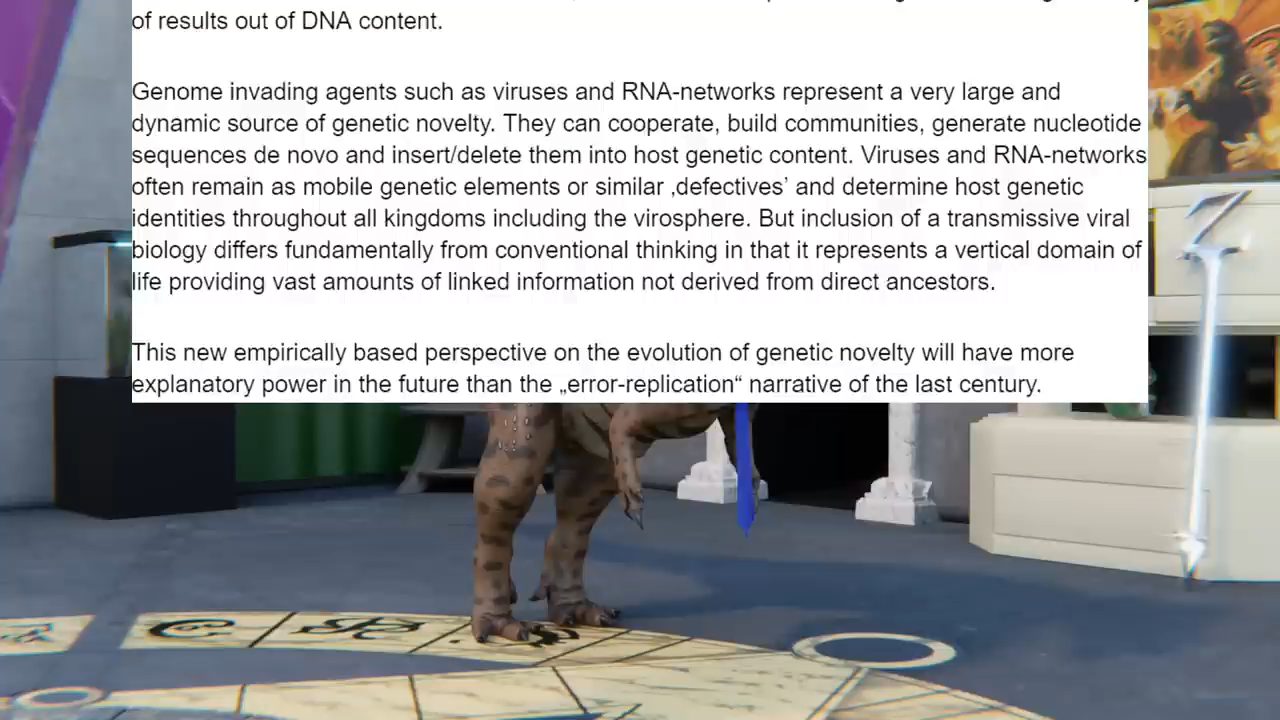 of results out of DNA content.
Genome invading agents such as viruses and RNA-networks represent a very large and
dynamic source of genetic novelty. They can cooperate, build communities, generate nucleotide
sequences de novo and insert/delete them into host genetic content. Viruses and RNA-networks
often remain as mobile genetic elements or similar ‚defectives’ and determine host genetic
identities throughout all kingdoms including the virosphere. But inclusion of a transmissive viral
biology differs fundamentally from conventional thinking in that it represents a vertical domain of
life providing vast amounts of linked information not derived from direct ancestors.
This new empirically based perspective on the evolution of genetic novelty will have more
explanatory power in the future than the „error-replication“ narrative of the last century.